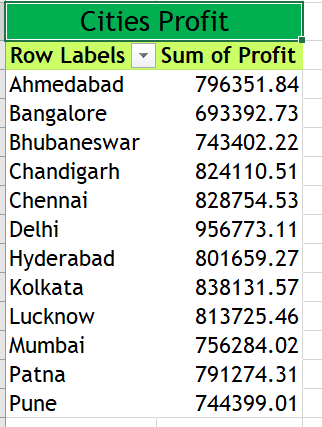 Cities Profit
Row Labels Sum of Profit
Ahmedabad 796351.84
Bangalore 693392.73
Bhubaneswar 743402.22
Chandigarh 824110.51
Chennai 828754.53
Delhi 956773.11
Hyderabad 801659.27
Kolkata 838131.57
Lucknow 813725.46
Mumbai 756284.02
Patna 791274.31
Pune 744399.01